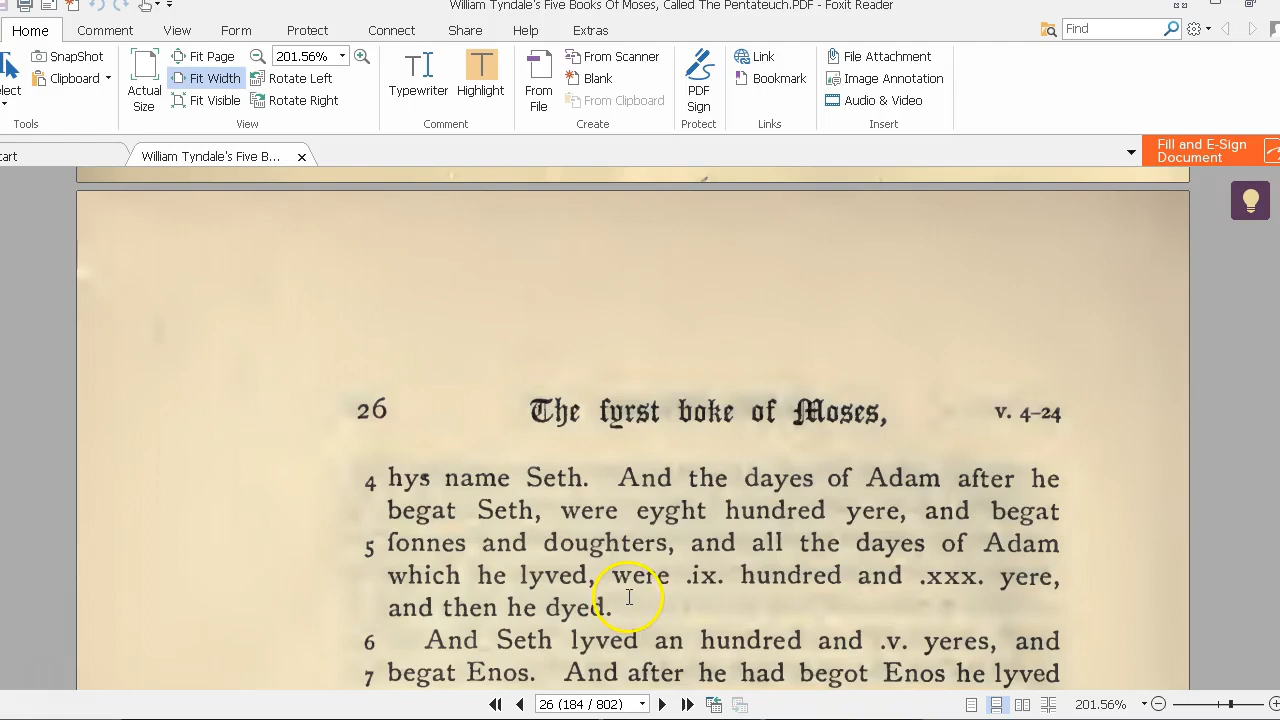 William Tyndale's Five Books Of Moses, Called The Pentateuch.PDF - Foxit Reader
Home Comment View Form Protect Connect Share Help Extras Find
SnapShot Fit Page 201.56% From Scanner Link File Attachment
Clipboard Fit Width Rotate Left Blank Bookmark Image Annotation
Actual Size Fit Visible Rotate Right Typewriter Highlight From File From Clipboard PDF Sign Audio & Video
Tools View Comment Create Protect Links Insert
William Tyndale's Five B...
Fill and E-Sign
Document
26 The fyrst boke of Moses, v. 4–24
4 hys name Seth. And the dayes of Adam after he
begat Seth, were eyght hundred yere, and begat
5 ſonnes and doughters, and all the dayes of Adam
which he lyved, were .ix. hundred and .xxx. yere,
and then he dyed.
6 And Seth lyved an hundred and .v. yeres, and
7 begat Enos. And after he had begot Enos he lyved
26 (184 / 802) 201.56%